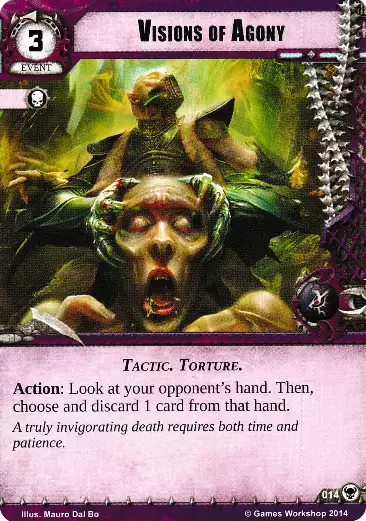 3
EVENT
VISIONS OF AGONY
TACTIC. TORTURE.
Action: Look at your opponent's hand. Then,
choose and discard 1 card from that hand.
A truly invigorating death requires both time and
patience.
014
Illus. Mauro Dal Bo
© Games Workshop 2014